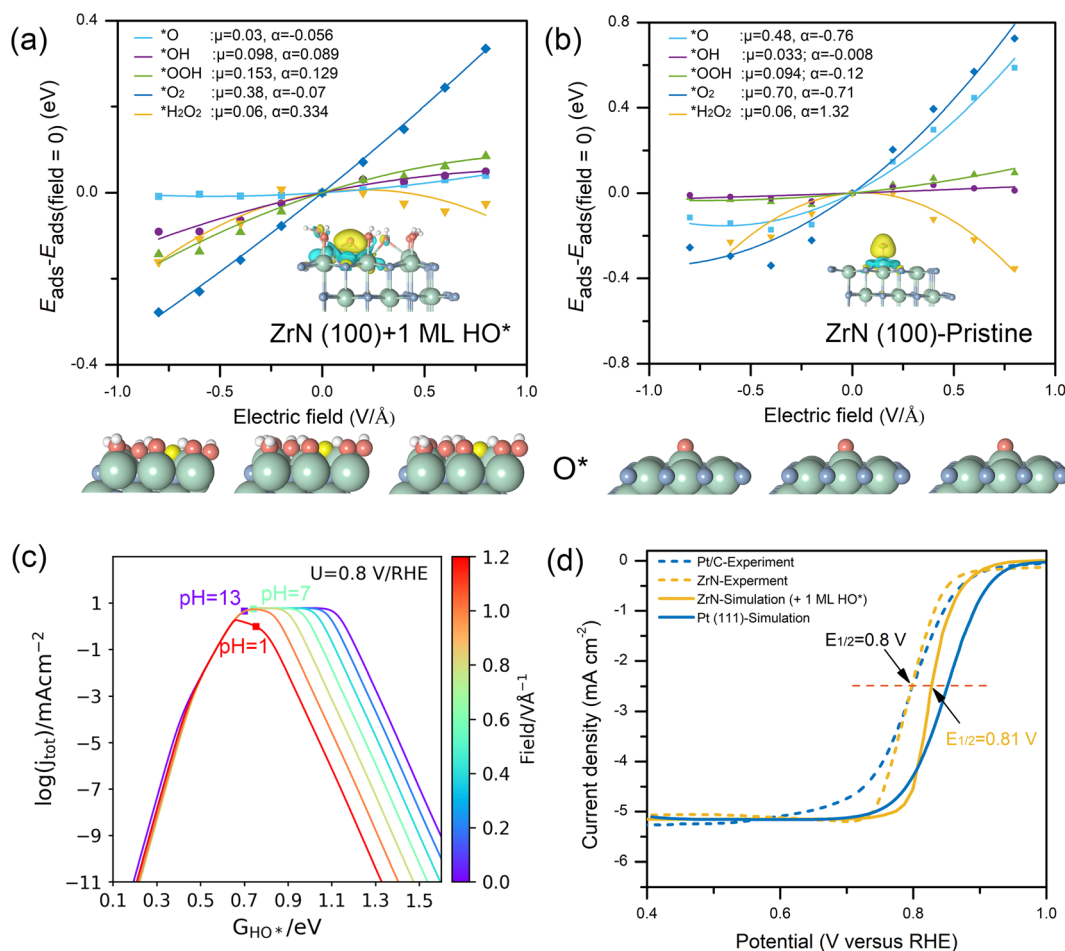 (a)
0.4
0.0
-0.4
Eads-Eads(field = 0) (eV)
*O :μ=0.03, α=-0.056
*OH :μ=0.098, α=0.089
*OOH :μ=0.153, α=0.129
*O2 :μ=0.38, α=-0.07
*H2O2 :μ=0.06, α=0.334
ZrN (100)+1 ML HO*
-1.0 -0.5 0.0 0.5 1.0
Electric field (V/Å)
(b)
0.8
0.4
0.0
-0.4
-0.8
Eads-Eads(field = 0) (eV)
*O :μ=0.48, α=-0.76
*OH :μ=0.033; α=-0.008
*OOH :μ=0.094; α=-0.12
*O2 :μ=0.70, α=-0.71
*H2O2 :μ=0.06, α=1.32
ZrN (100)-Pristine
-1.0 -0.5 0.0 0.5 1.0
Electric field (V/Å)
O*
(c)
U=0.8 V/RHE
pH=13
pH=7
pH=1
1
−1
−3
−5
−7
−9
−11
log(jtot)/mAcm−2
0.1 0.3 0.5 0.7 0.9 1.1 1.3 1.5
GHO*/eV
1.2
1.0
0.8
0.6
0.4
0.2
0.0
Field/VÅ−1
(d)
0
-1
-2
-3
-4
-5
-6
Current density (mA cm-2)
Pt/C-Experiment
ZrN-Experment
ZrN-Simulation (+ 1 ML HO*)
Pt (111)-Simulation
E1/2=0.8 V
E1/2=0.81 V
0.4 0.6 0.8 1.0
Potential (V versus RHE)